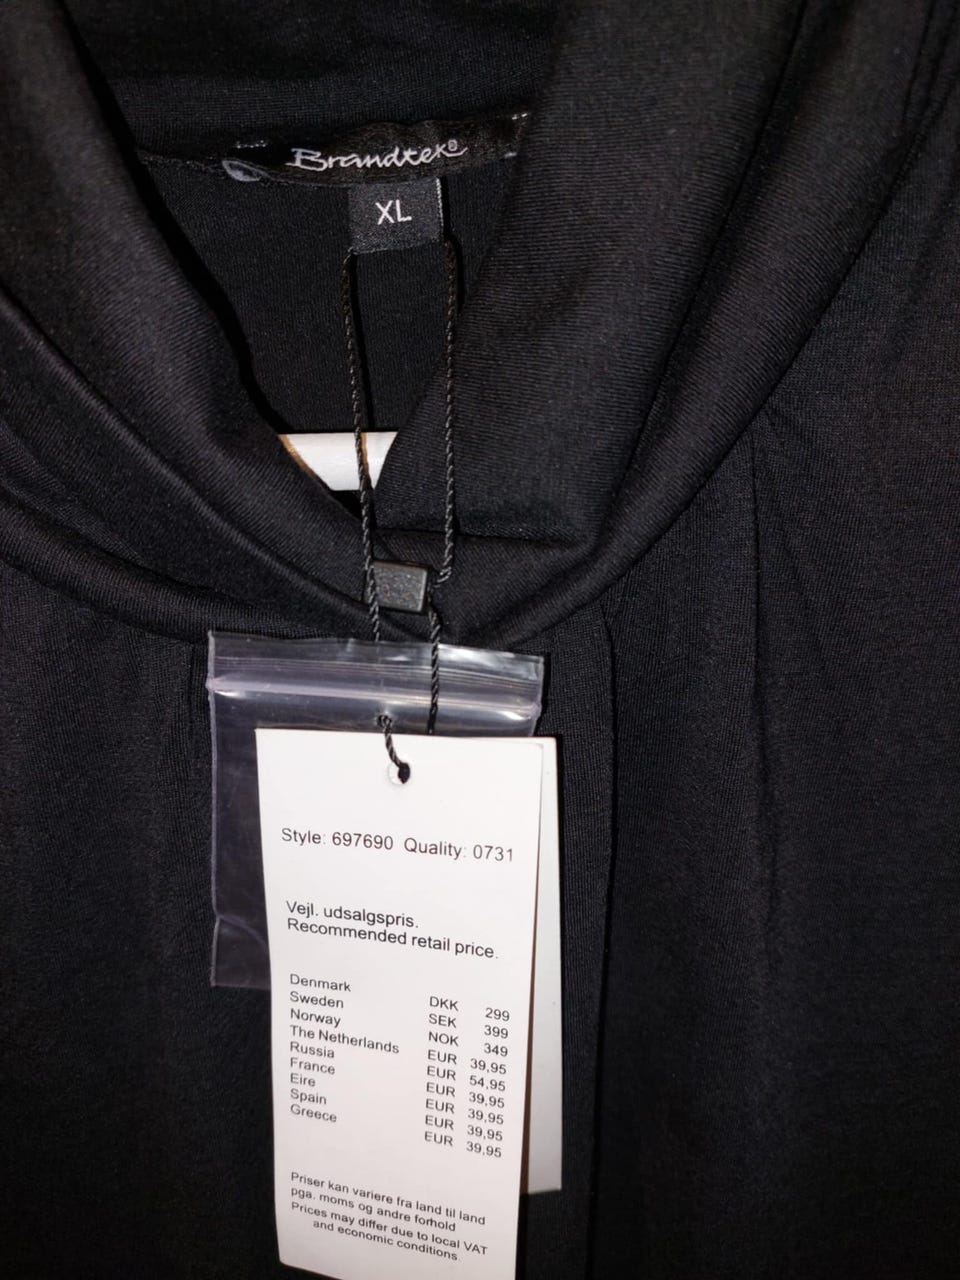 Brandtex®
XL
Style: 697690 Quality: 0731
Vejl. udsalgspris.
Recommended retail price.
Denmark DKK 299
Sweden SEK 399
Norway NOK 349
The Netherlands EUR 39,95
Russia EUR 54,95
France EUR 39,95
Eire EUR 39,95
Spain EUR 39,95
Greece EUR 39,95
Priser kan variere fra land til land
pga. moms og andre forhold
Prices may differ due to local VAT
and economic conditions.